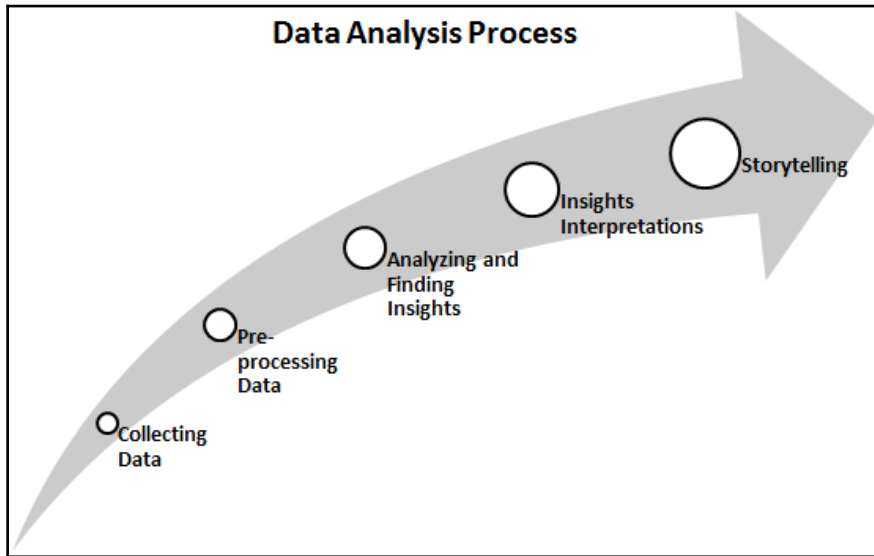 Data Analysis Process
Storytelling
Insights
Interpretations
Analyzing and
Finding
Insights
Pre-
processing
Data
Collecting
Data